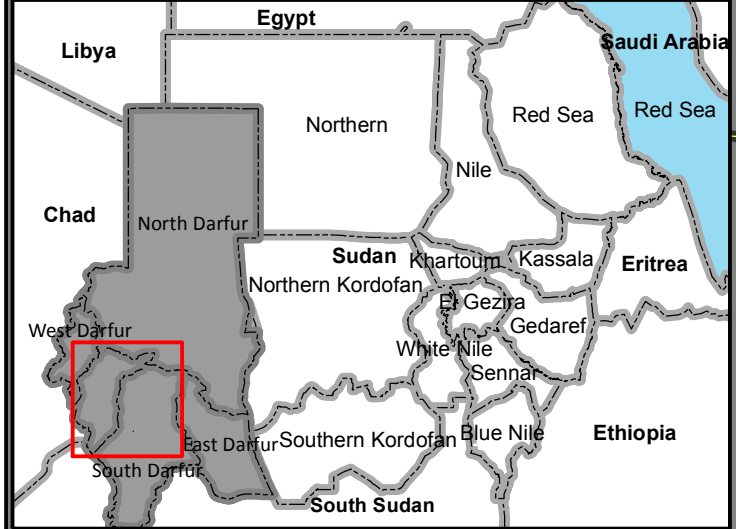 Egypt
Libya
Saudi Arabia
Red Sea
Red Sea
Northern
Nile
Chad
North Darfur
Sudan
Khartoum
Kassala
Eritrea
Northern Kordofan
El Gezira
Gedaref
West Darfur
White Nile
Sennar
East Darfur
Southern Kordofan
Blue Nile
Ethiopia
South Darfur
South Sudan